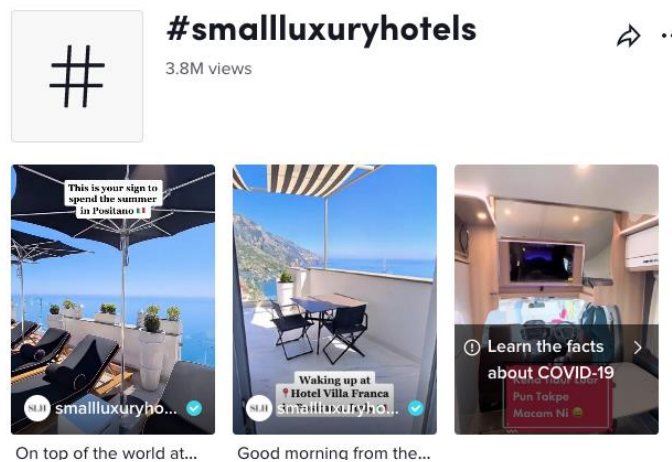 #smallluxuryhotels
3.8M views
This is your sign to
spend the summer
in Positano 🇮🇹
SLH smallluxuryho...
On top of the world at...
Waking up at
📍Hotel Villa Franca
SLH smallluxuryho...
Good morning from the...
Learn the facts
about COVID-19
Pun Takpe
Macam Ni 😅